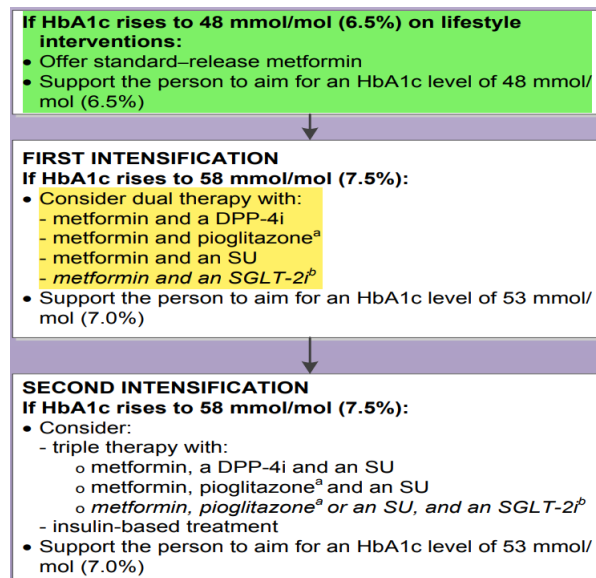 If HbA1c rises to 48 mmol/mol (6.5%) on lifestyle
interventions:
• Offer standard–release metformin
• Support the person to aim for an HbA1c level of 48 mmol/
mol (6.5%)
FIRST INTENSIFICATION
If HbA1c rises to 58 mmol/mol (7.5%):
• Consider dual therapy with:
- metformin and a DPP-4i
- metformin and pioglitazoneᵃ
- metformin and an SU
- metformin and an SGLT-2iᵇ
• Support the person to aim for an HbA1c level of 53 mmol/
mol (7.0%)
SECOND INTENSIFICATION
If HbA1c rises to 58 mmol/mol (7.5%):
• Consider:
- triple therapy with:
o metformin, a DPP-4i and an SU
o metformin, pioglitazoneᵃ and an SU
o metformin, pioglitazoneᵃ or an SU, and an SGLT-2iᵇ
- insulin-based treatment
• Support the person to aim for an HbA1c level of 53 mmol/
mol (7.0%)